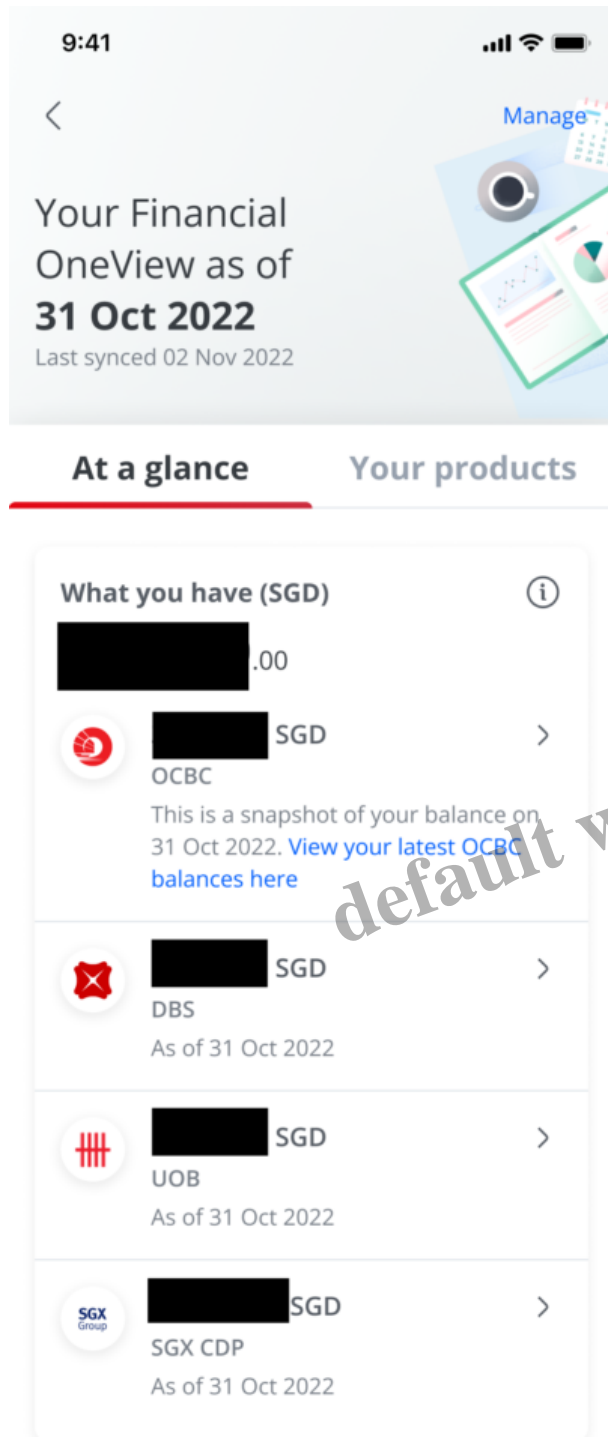 9:41
Manage
Your Financial
OneView as of
31 Oct 2022
Last synced 02 Nov 2022
At a glance
Your products
What you have (SGD)
.00
SGD
OCBC
This is a snapshot of your balance on
31 Oct 2022. View your latest OCBC
balances here
default
SGD
DBS
As of 31 Oct 2022
SGD
UOB
As of 31 Oct 2022
SGX
Group
SGD
SGX CDP
As of 31 Oct 2022